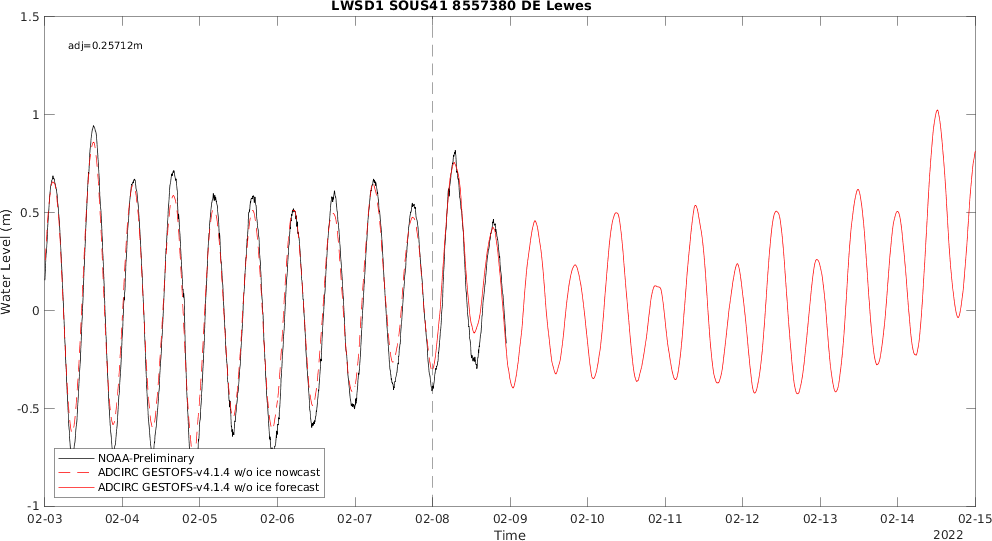 LWSD1 SOUS41 8557380 DE Lewes
adj=0.25712m
Water Level (m)
1.5
1
0.5
0
-0.5
-1
NOAA-Preliminary
ADCIRC GESTOFS-v4.1.4 w/o ice nowcast
ADCIRC GESTOFS-v4.1.4 w/o ice forecast
02-03 02-04 02-05 02-06 02-07 02-08 02-09 02-10 02-11 02-12 02-13 02-14 02-15
Time
2022